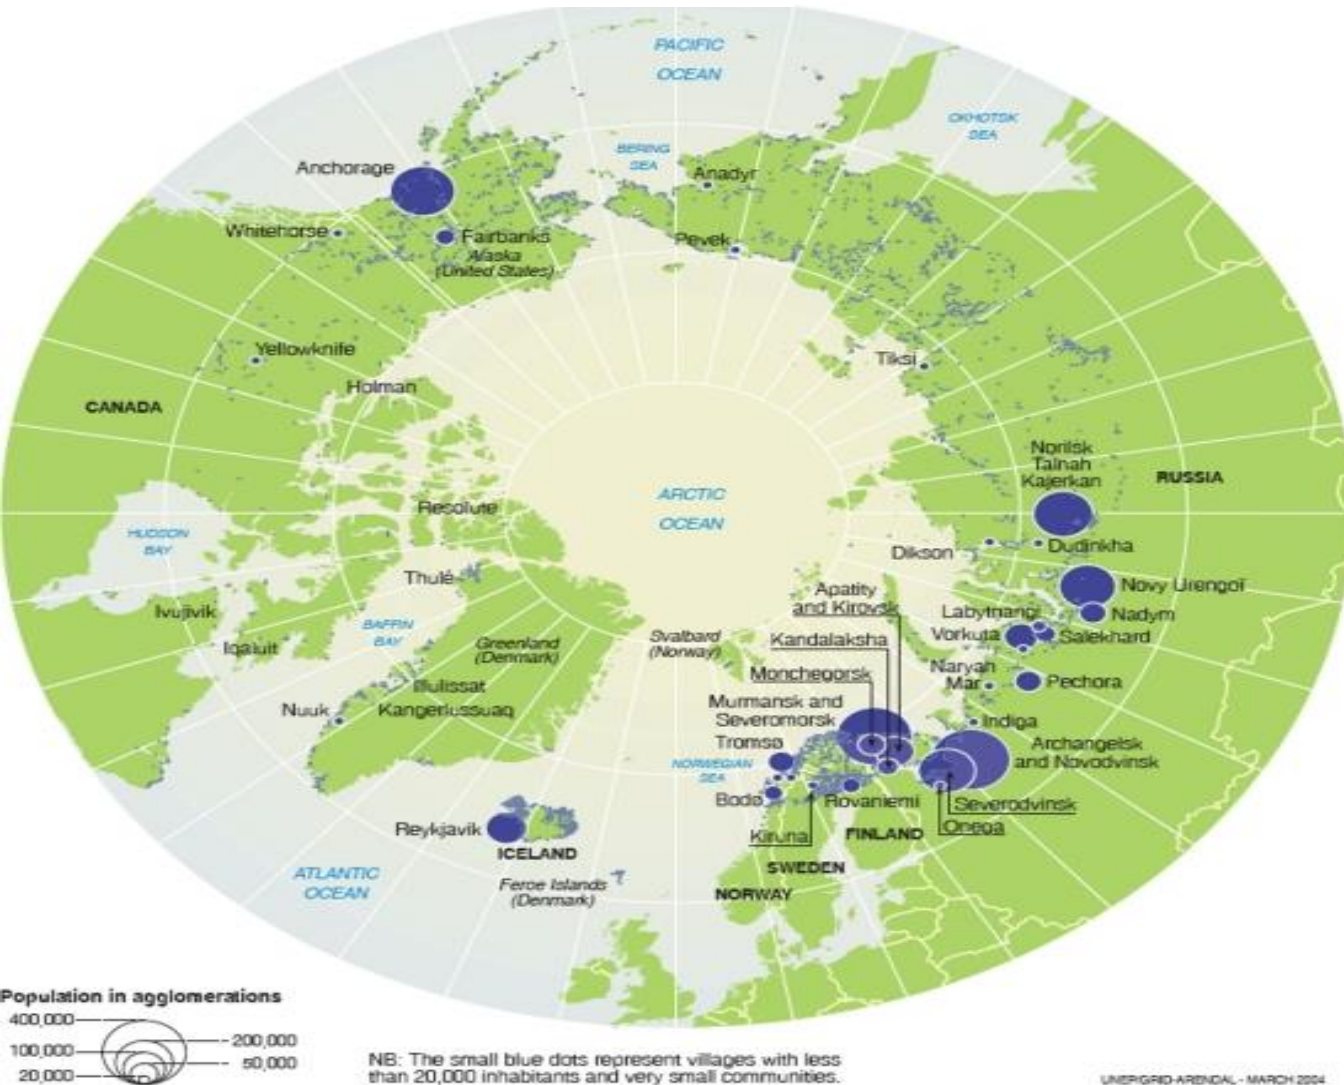 PACIFIC
OCEAN
OKHOTSK
SEA
BERING
SEA
Anchorage
Anadyr
Whitehorse
Fairbanks
Alaska
(United States)
Pevek
Yellowknife
Tiksi
Holman
CANADA
Norilsk
Talnah
Kajerkan
RUSSIA
ARCTIC
OCEAN
Resolute
HUDSON
BAY
Dikson
Dudinkha
Thulé
Apatity
and Kirovsk
Novy Urengoï
Ivujivik
Labytnangi
Nadym
BAFFIN
BAY
Kandalaksha
Vorkuta
Salekhard
Iqaluit
Greenland
(Denmark)
Svalbard
(Norway)
Monchegorsk
Naryan
Mar
Pechora
Illulissat
Nuuk
Kangerlussuaq
Murmansk and
Severomorsk
Indiga
Tromsø
Archangelsk
and Novodvinsk
NORWEGIAN
SEA
Bodø
Rovaniemi
Severodvinsk
Reykjavik
Kiruna
FINLAND
Onega
ICELAND
SWEDEN
ATLANTIC
OCEAN
Feroe Islands
(Denmark)
NORWAY
Population in agglomerations
400,000
200,000
100,000
50,000
20,000
NB: The small blue dots represent villages with less
than 20,000 inhabitants and very small communities.
UNEP/GRID-ARENDAL - MARCH 2004